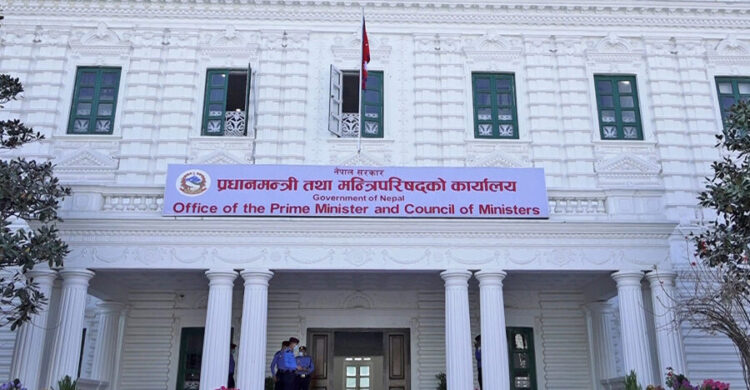 नेपाल सरकार
प्रधानमन्त्री तथा मन्त्रिपरिषद्को कार्यालय
Government of Nepal
Office of the Prime Minister and Council of Ministers